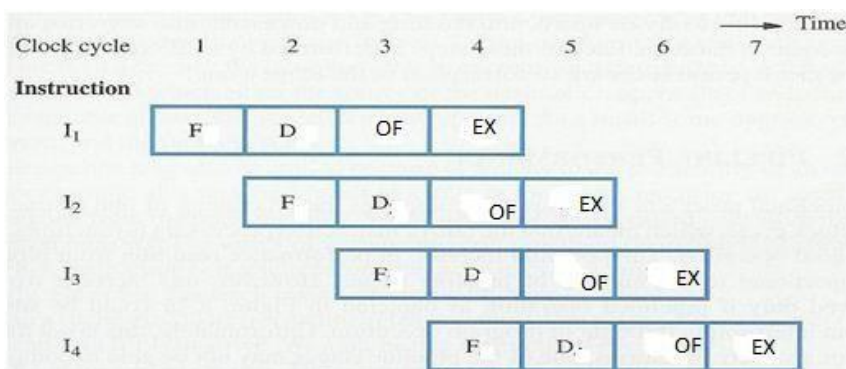 Time
Clock cycle 1 2 3 4 5 6 7
Instruction
I1 F D OF EX
I2 F D OF EX
I3 F D OF EX
I4 F D OF EX